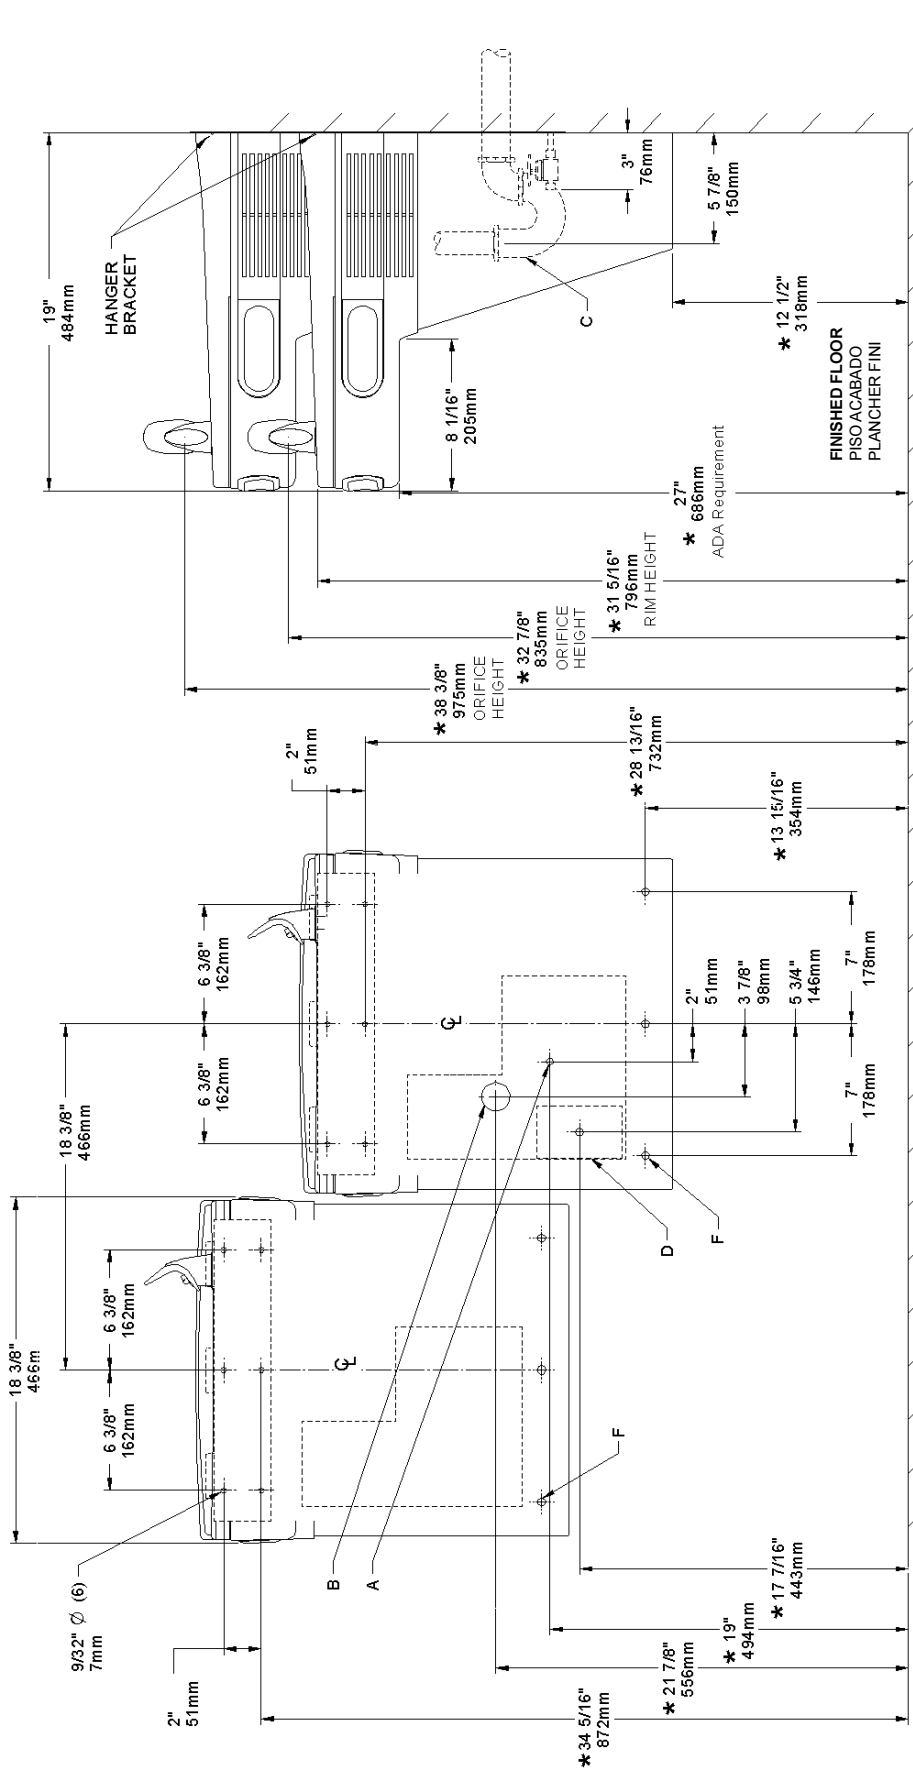 18 3/8"
466m
19"
484mm
9/32" Ø (6)
7mm
18 3/8"
466mm
6 3/8"
162mm
6 3/8"
162mm
HANGER
BRACKET
2"
51mm
6 3/8"
162mm
6 3/8"
162mm
2"
51mm
B
A
℄
℄
8 1/16"
205mm
C
*38 3/8"
975mm
ORIFICE
HEIGHT
*32 7/8"
835mm
ORIFICE
HEIGHT
*31 5/16"
796mm
RIM HEIGHT
3"
76mm
*34 5/16"
872mm
F
*28 13/16"
732mm
27"
*686mm
ADA Requirement
5 7/8"
150mm
*21 7/8"
556mm
D
F
2"
51mm
*19"
494mm
3 7/8"
98mm
*17 7/16"
443mm
5 3/4"
146mm
*13 15/16"
354mm
*12 1/2"
318mm
7"
178mm
7"
178mm
FINISHED FLOOR
PISO ACABADO
PLANCHER FINI